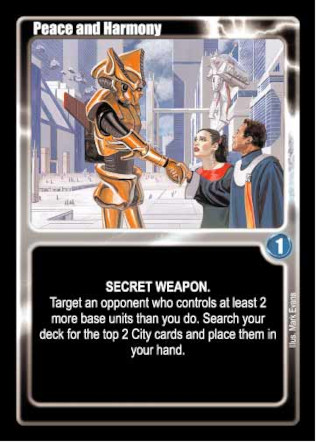 Peace and Harmony
1
SECRET WEAPON.
Target an opponent who controls at least 2
more base units than you do. Search your
deck for the top 2 City cards and place them in
your hand.
Illus. Mark Evans